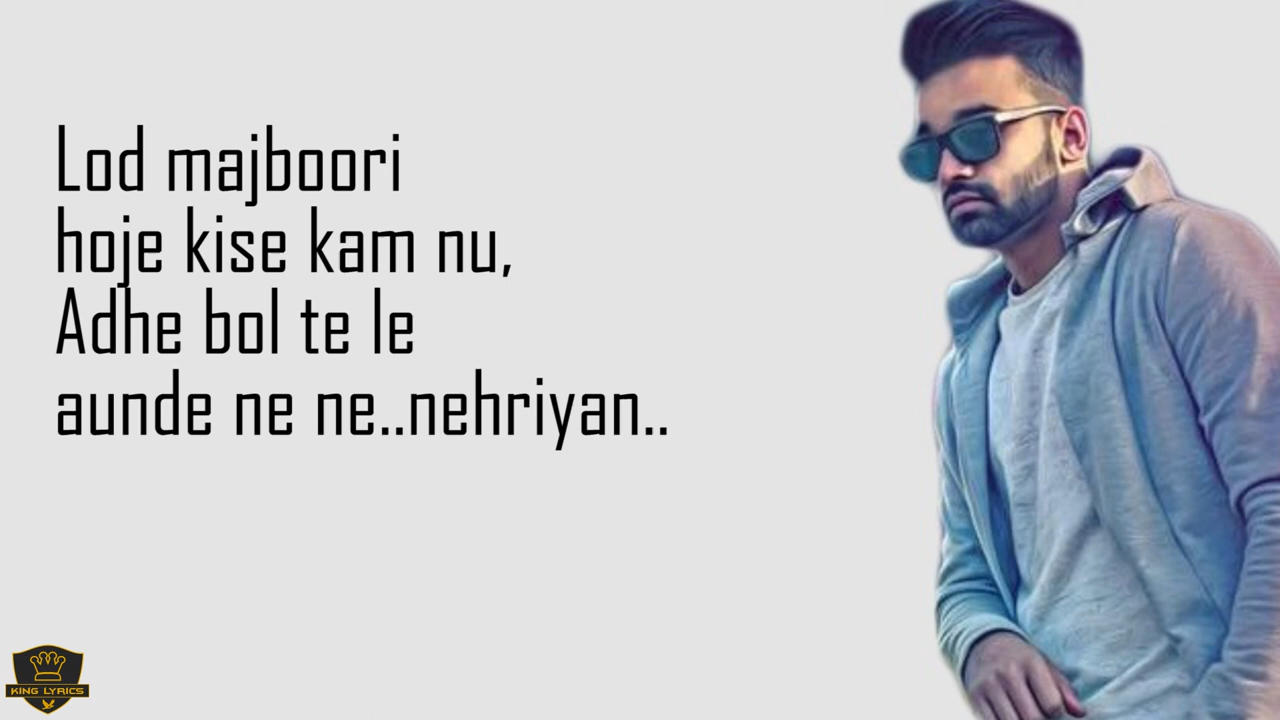 Lod majboori
hoje kise kam nu,
Adhe bol te le
aunde ne ne..nehriyan..
KING LYRICS